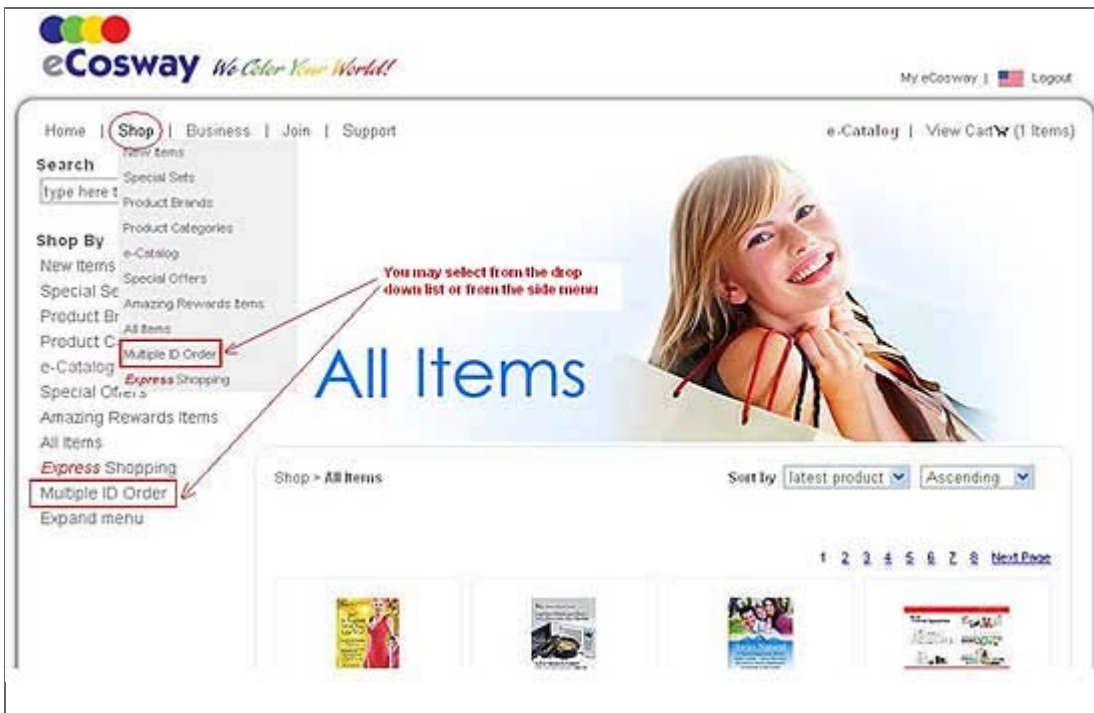 eCosway We Color Your World!
My eCosway | Logout
Home | Shop | Business | Join | Support
e-Catalog | View Cart (1 Items)
New Items
Special Sets
Product Brands
Product Categories
e-Catalog
Special Offers
Amazing Rewards Items
All Items
Multiple ID Order
Express Shopping
Search
type here t
Shop By
New Items
Special Se
Product Br
Product C
e-Catalog
Special Offers
Amazing Rewards Items
All Items
Express Shopping
Multiple ID Order
Expand menu
You may select from the drop
down list or from the side menu
All Items
Shop > All Items
Sort by latest product Ascending
1 2 3 4 5 6 7 8 Next Page